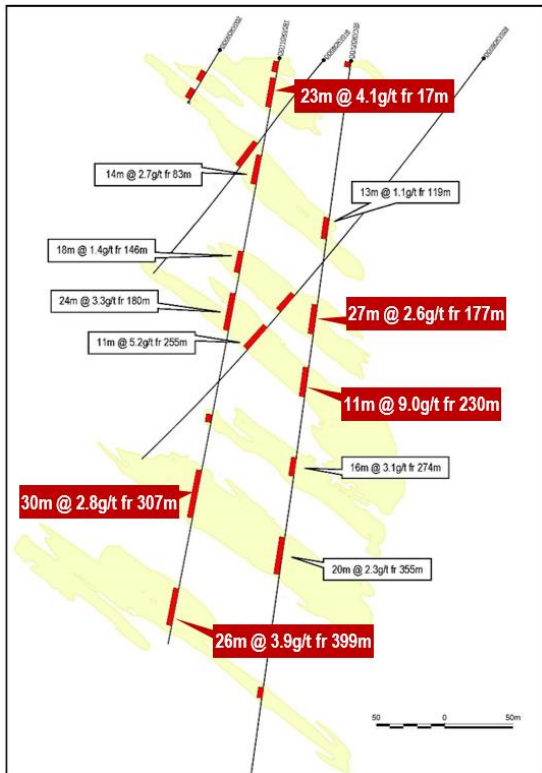 23m @ 4.1g/t fr 17m
14m @ 2.7g/t fr 83m
13m @ 1.1g/t fr 119m
18m @ 1.4g/t fr 146m
24m @ 3.3g/t fr 180m
27m @ 2.6g/t fr 177m
11m @ 5.2g/t fr 255m
11m @ 9.0g/t fr 230m
16m @ 3.1g/t fr 274m
30m @ 2.8g/t fr 307m
20m @ 2.3g/t fr 355m
26m @ 3.9g/t fr 399m
50 0 50m